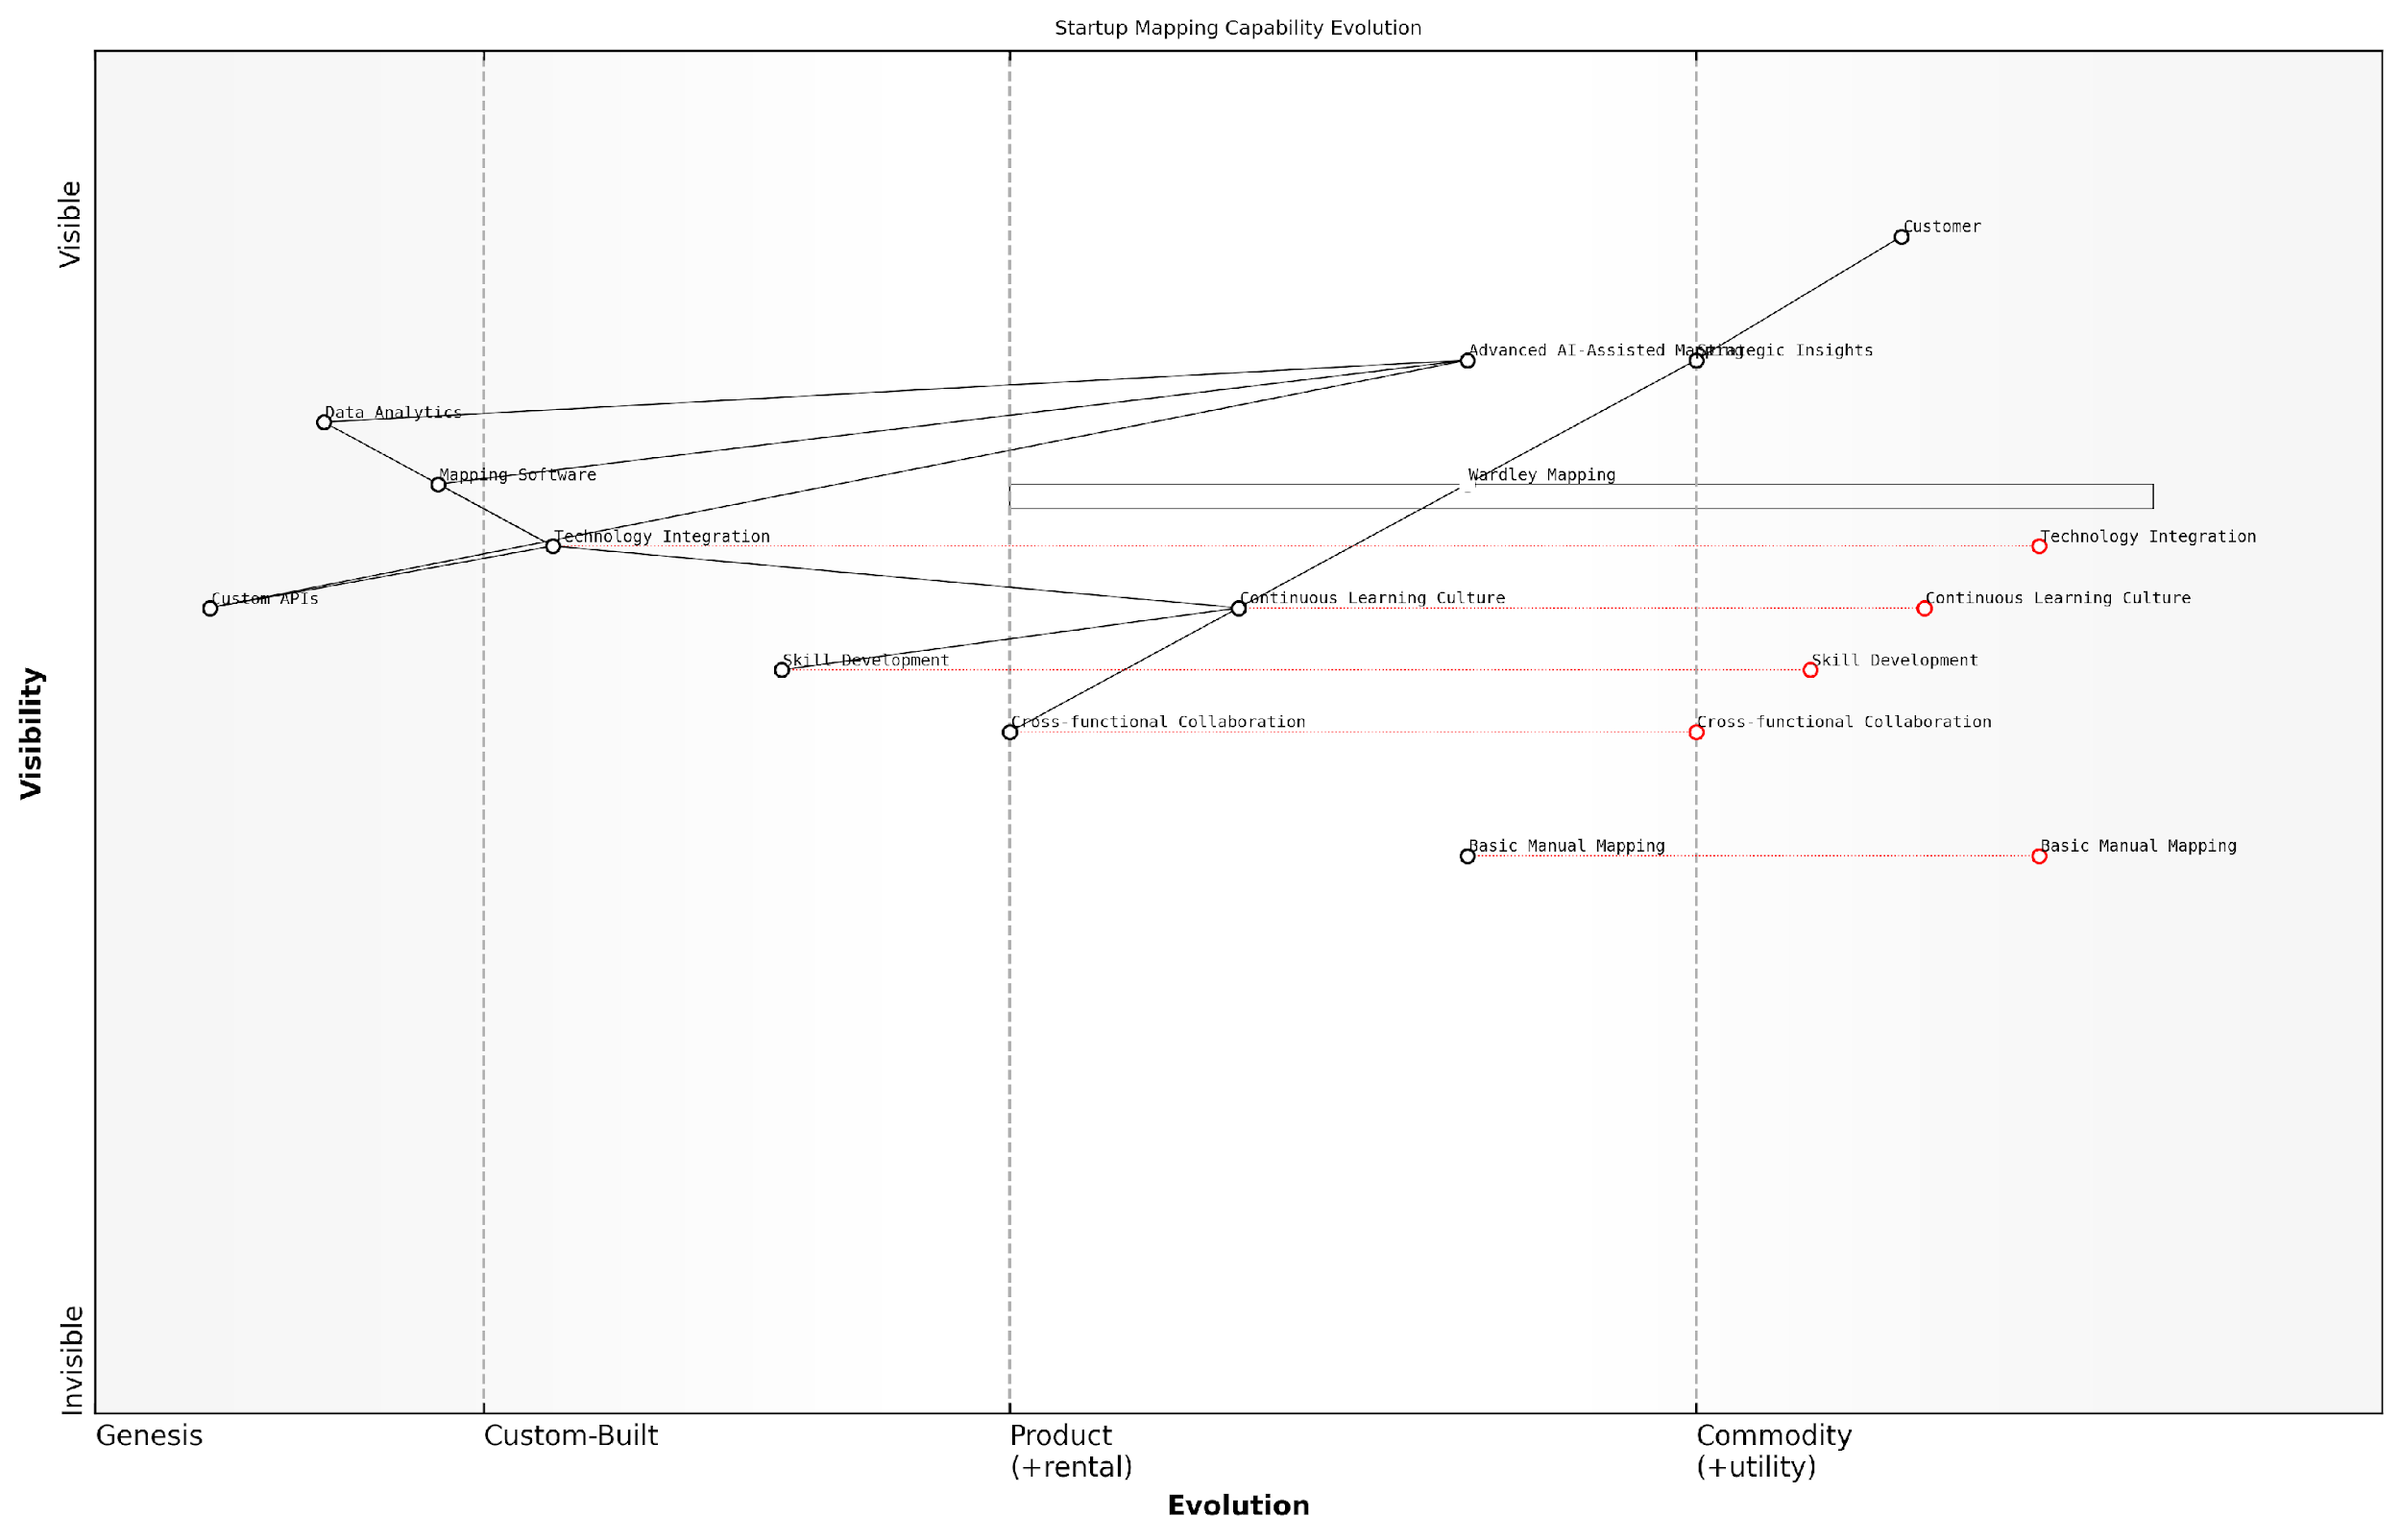 Startup Mapping Capability Evolution
Visible
Customer
Advanced AI-Assisted Mapping
Strategic Insights
Data Analytics
Mapping Software
Wardley Mapping
Technology Integration
Technology Integration
Custom APIs
Continuous Learning Culture
Continuous Learning Culture
Skill Development
Skill Development
Cross-functional Collaboration
Cross-functional Collaboration
Visibility
Basic Manual Mapping
Basic Manual Mapping
Invisible
Genesis
Custom-Built
Product
(+rental)
Commodity
(+utility)
Evolution